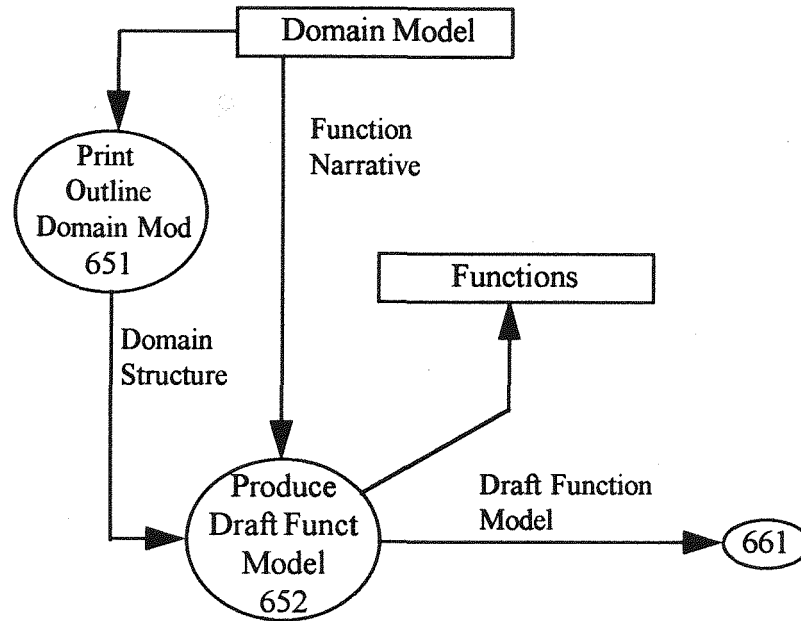 Domain Model
Function
Narrative
Print
Outline
Domain Mod
651
Functions
Domain
Structure
Produce
Draft Funct
Model
652
Draft Function
Model
661